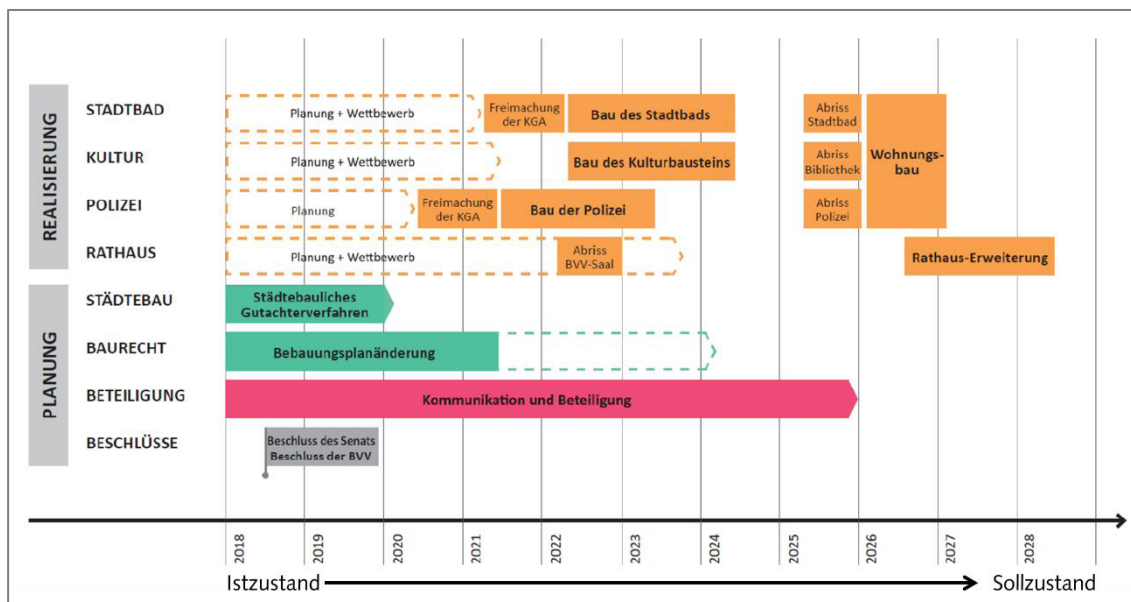 REALISIERUNG
STADTBAD
Planung + Wettbewerb
Freimachung
der KGA
Bau des Stadtbads
Abriss
Stadtbad
KULTUR
Planung + Wettbewerb
Bau des Kulturbausteins
Abriss
Bibliothek
Wohnungs-
bau
POLIZEI
Planung
Freimachung
der KGA
Bau der Polizei
Abriss
Polizei
RATHAUS
Planung + Wettbewerb
Abriss
BVV-Saal
Rathaus-Erweiterung
PLANUNG
STÄDTEBAU
Städtebauliches
Gutachterverfahren
BAURECHT
Bebauungsplanänderung
BETEILIGUNG
Kommunikation und Beteiligung
BESCHLÜSSE
Beschluss des Senats
Beschluss der BVV
2018
2019
2020
2021
2022
2023
2024
2025
2026
2027
2028
Istzustand
Sollzustand